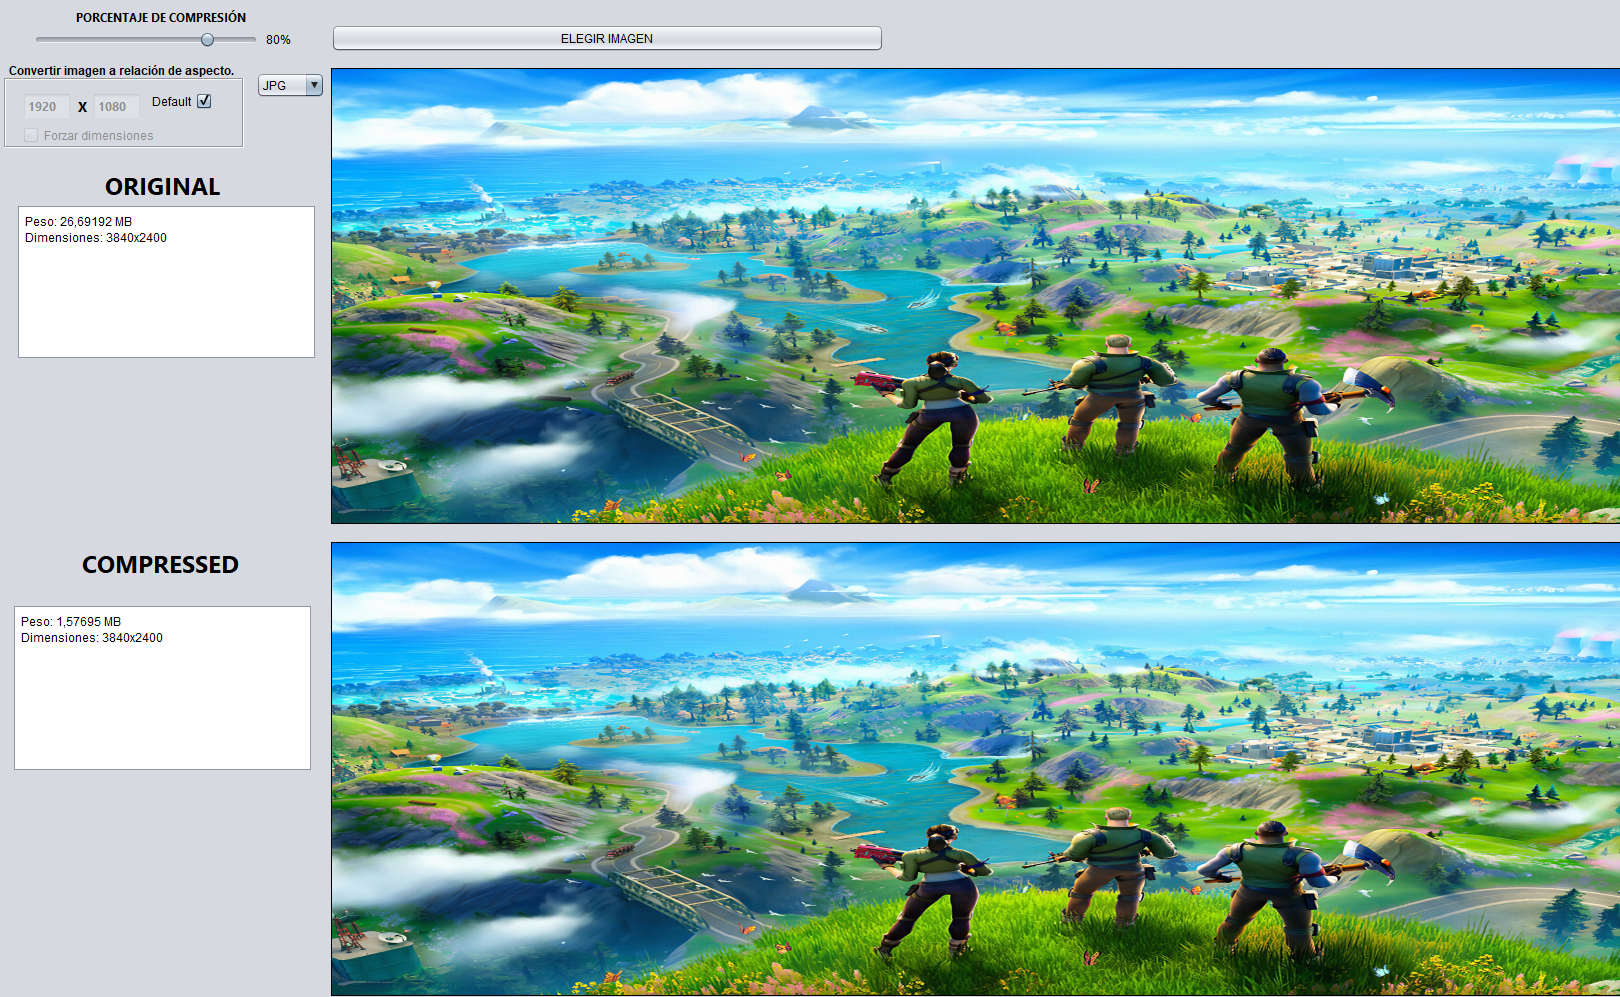 PORCENTAJE DE COMPRESIÓN
80%
ELEGIR IMAGEN
Convertir imagen a relación de aspecto.
1920 X 1080 Default
JPG
Forzar dimensiones
ORIGINAL
Peso: 26,69192 MB
Dimensiones: 3840x2400
COMPRESSED
Peso: 1,57695 MB
Dimensiones: 3840x2400